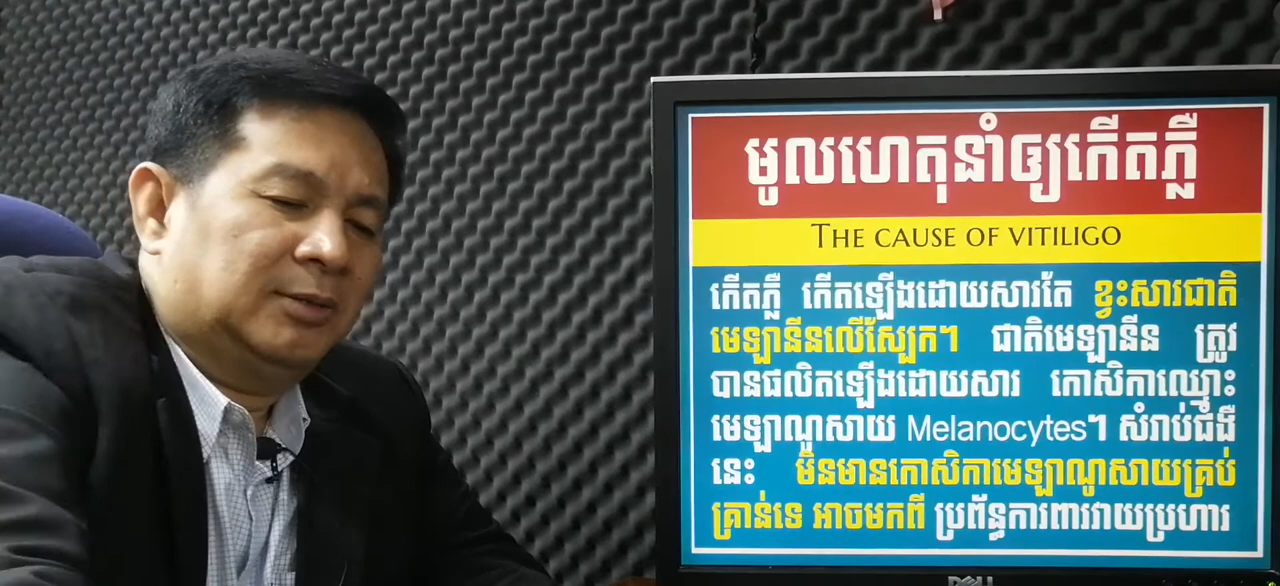 មូលហេតុនាំឲ្យកើតភ្លឺ
THE CAUSE OF VITILIGO
កើតភ្លឺ កើតឡើងដោយសារតែ ខ្វះសារជាតិ
មេឡានីនលើស្បែក។ ជាតិមេឡានីន ត្រូវ
បានផលិតឡើងដោយសារ កោសិកាឈ្មោះ
មេឡាណូសាយ Melanocytes។ សំរាប់ជំងឺ
នេះ មិនមានកោសិកាមេឡាណូសាយគ្រប់
គ្រាន់ទេ អាចមកពី ប្រព័ន្ធការពារវាយប្រហារ
DELL